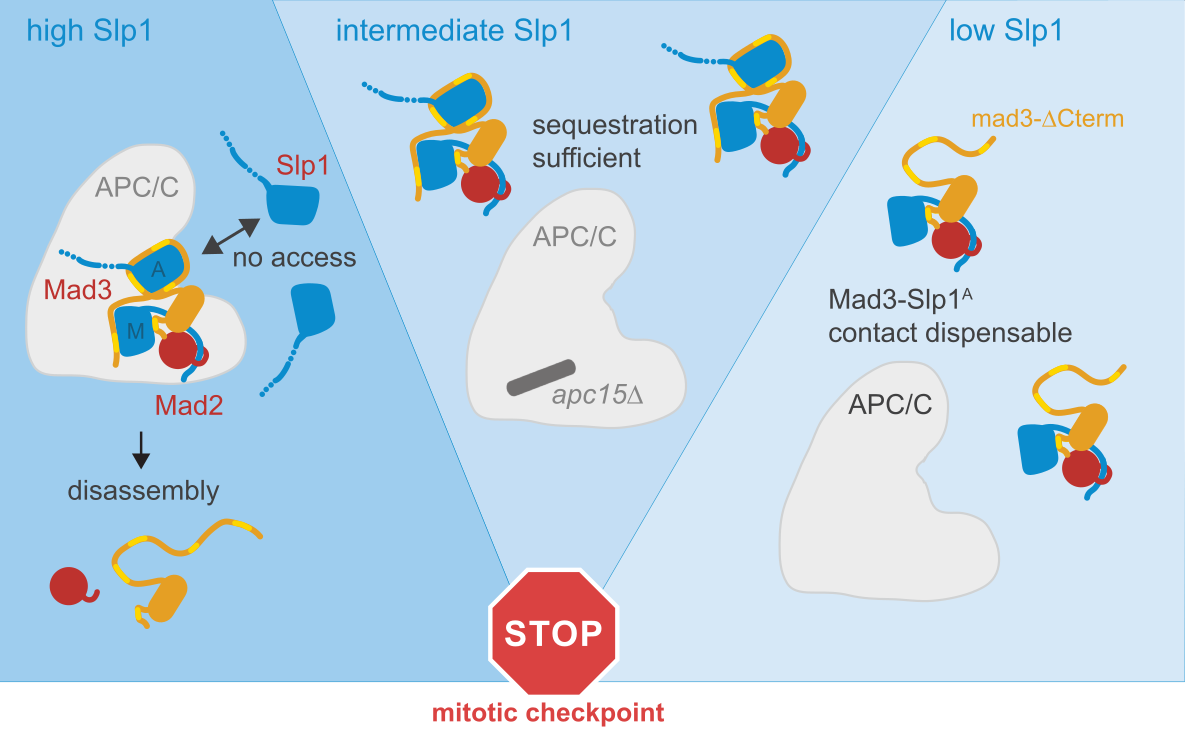 high Slp1
APC/C
Slp1
no access
A
Mad3
M
Mad2
disassembly
intermediate Slp1
sequestration
sufficient
APC/C
apc15Δ
low Slp1
mad3-ΔCterm
Mad3-Slp1ᴬ
contact dispensable
APC/C
STOP
mitotic checkpoint